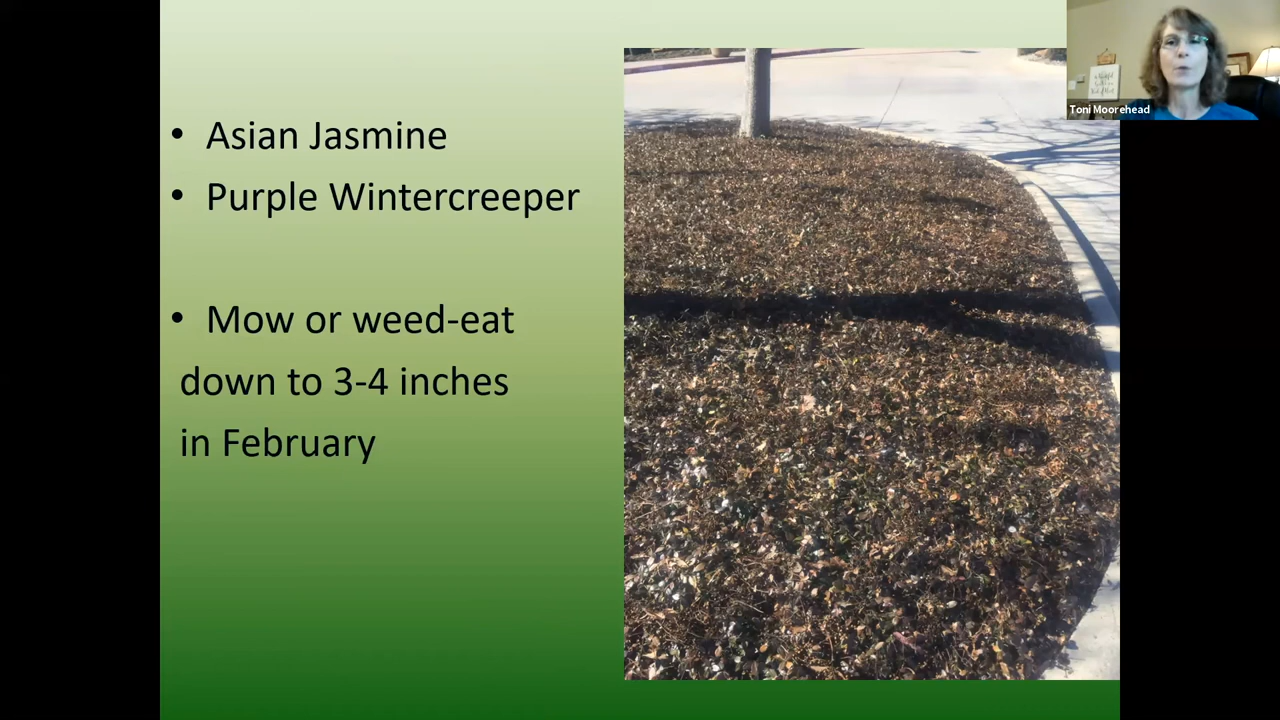 • Asian Jasmine
• Purple Wintercreeper
• Mow or weed-eat
down to 3-4 inches
in February
Toni Moorehead